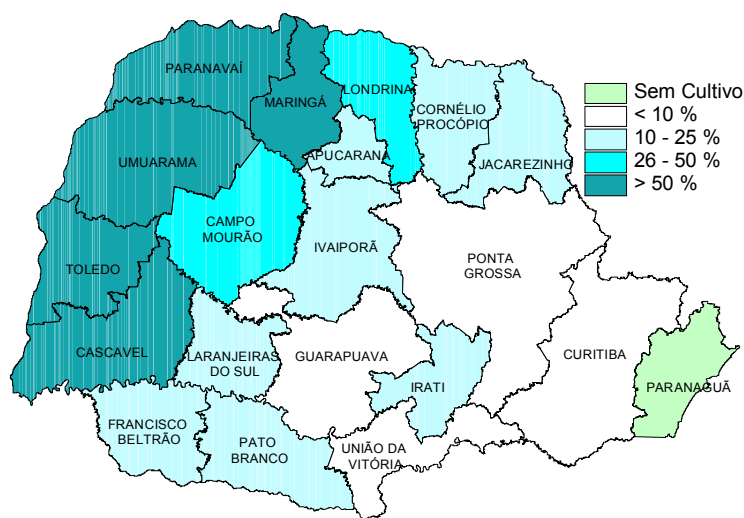 PARANAVAÍ
MARINGÁ
LONDRINA
CORNÉLIO
PROCÓPIO
JACAREZINHO
APUCARANA
UMUARAMA
CAMPO
MOURÃO
IVAIPORÃ
PONTA
GROSSA
TOLEDO
CASCAVEL
LARANJEIRAS
DO SUL
GUARAPUAVA
IRATI
CURITIBA
PARANAGUÃ
FRANCISCO
BELTRÃO
PATO
BRANCO
UNIÃO DA
VITÓRIA
Sem Cultivo
< 10 %
10 - 25 %
26 - 50 %
> 50 %